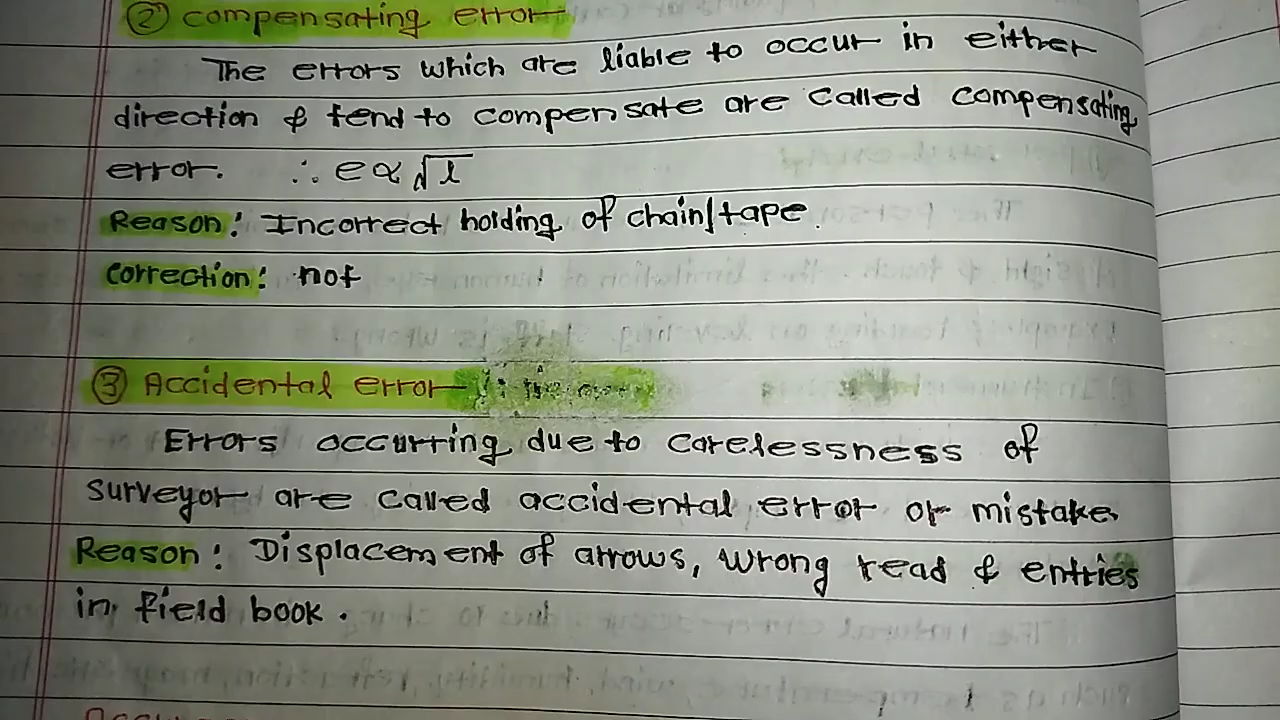 ② compensating error
The errors which are liable to occur in either
direction & tend to compensate are called compensating
error. ∴ e ∝ √l
Reason: Incorrect holding of chain/tape.
Correction: not
③ Accidental error
Errors occurring due to carelessness of
surveyor are called accidental error or mistake.
Reason: Displacement of arrows, wrong read & entries
in field book.